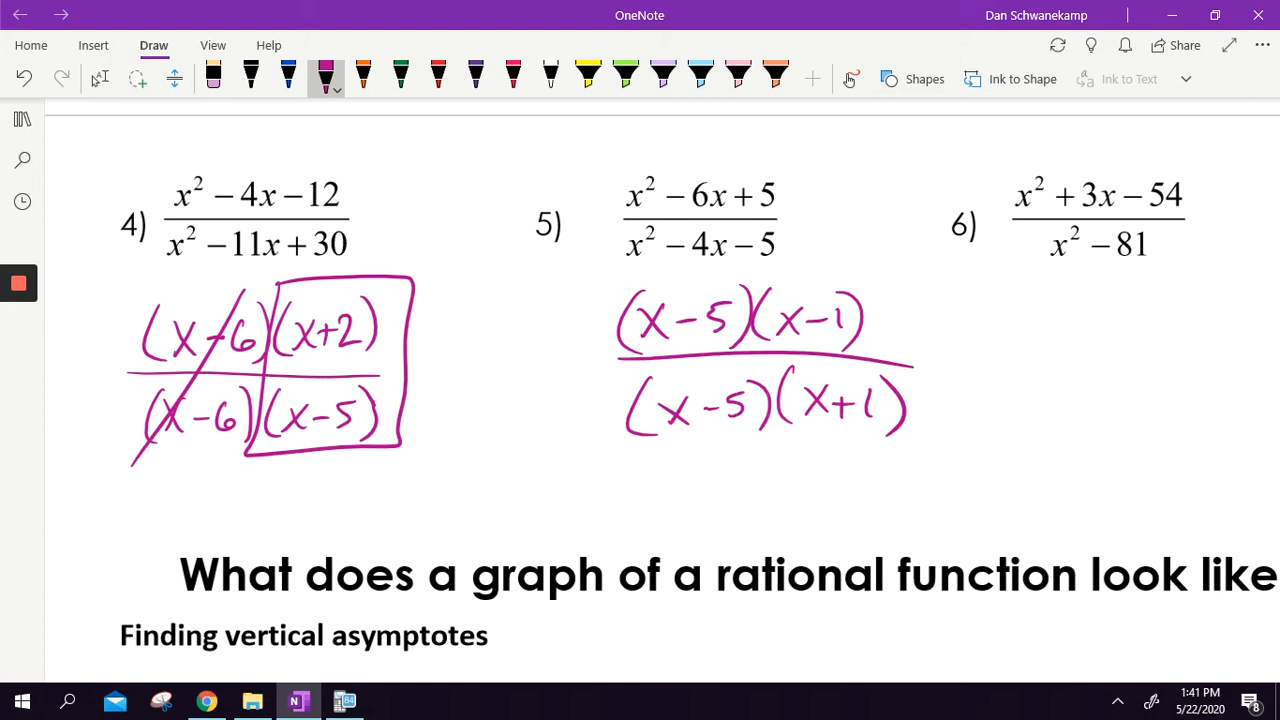 OneNote
Dan Schwanekamp
Home Insert Draw View Help
Share
Shapes Ink to Shape Ink to Text
4) x² − 4x − 12 / x² − 11x + 30
5) x² − 6x + 5 / x² − 4x − 5
6) x² + 3x − 54 / x² − 81
(x−6)(x+2)
(x−6)(x−5)
(x−5)(x−1)
(x−5)(x+1)
What does a graph of a rational function look like
Finding vertical asymptotes
1:41 PM
5/22/2020
8